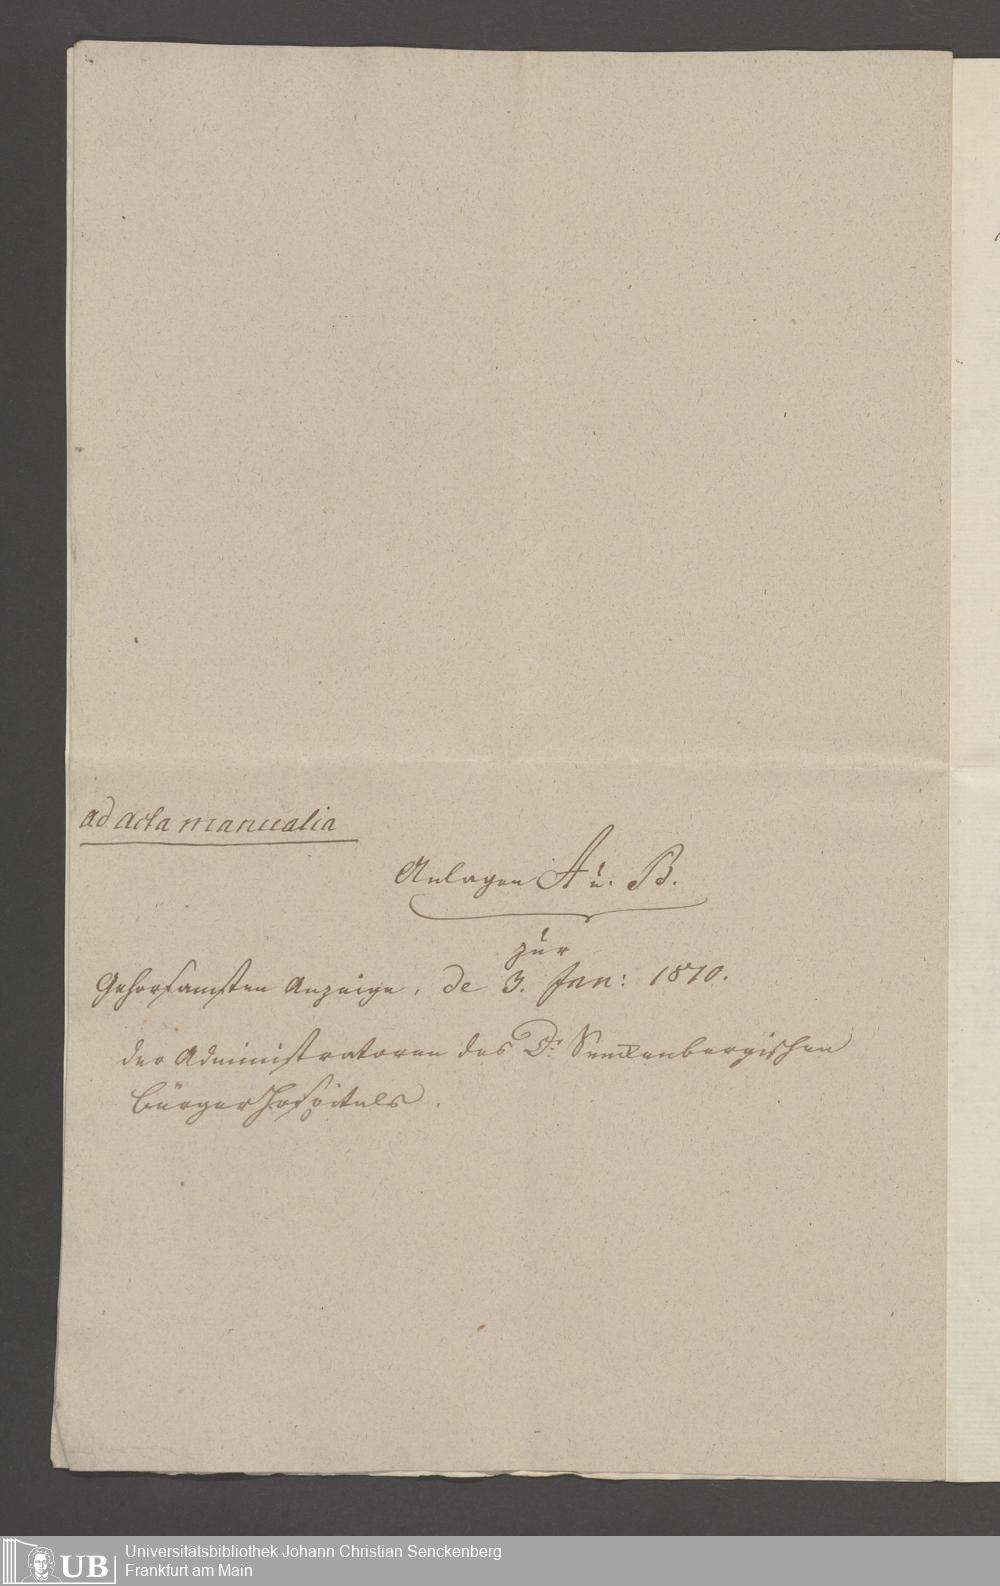 ad acta manualia
Anlagen A u. B.
zur
Gehorsamsten Anzeige, de 3. Jan: 1810.
der Administratoren des Dr. Senckenbergischen
Bürgerhospitals.
UB
Universitätsbibliothek Johann Christian Senckenberg
Frankfurt am Main